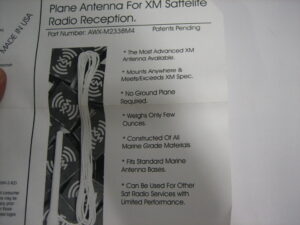 Plane Antenna For XM Sattelite
Radio Reception.
Part Number: AWX-M2338M4 Patents Pending
MADE IN USA
* The Most Advanced XM
Antenna Available.
* Mounts Anywhere &
Meets/Exceeds XM Spec.
* No Ground Plane
Required.
* Weighs Only Few
Ounces.
* Constructed Of All
Marine Grade Materials
* Fits Standard Marine
Antenna Bases.
* Can Be Used For Other
Sat Radio Services with
Limited Performance.